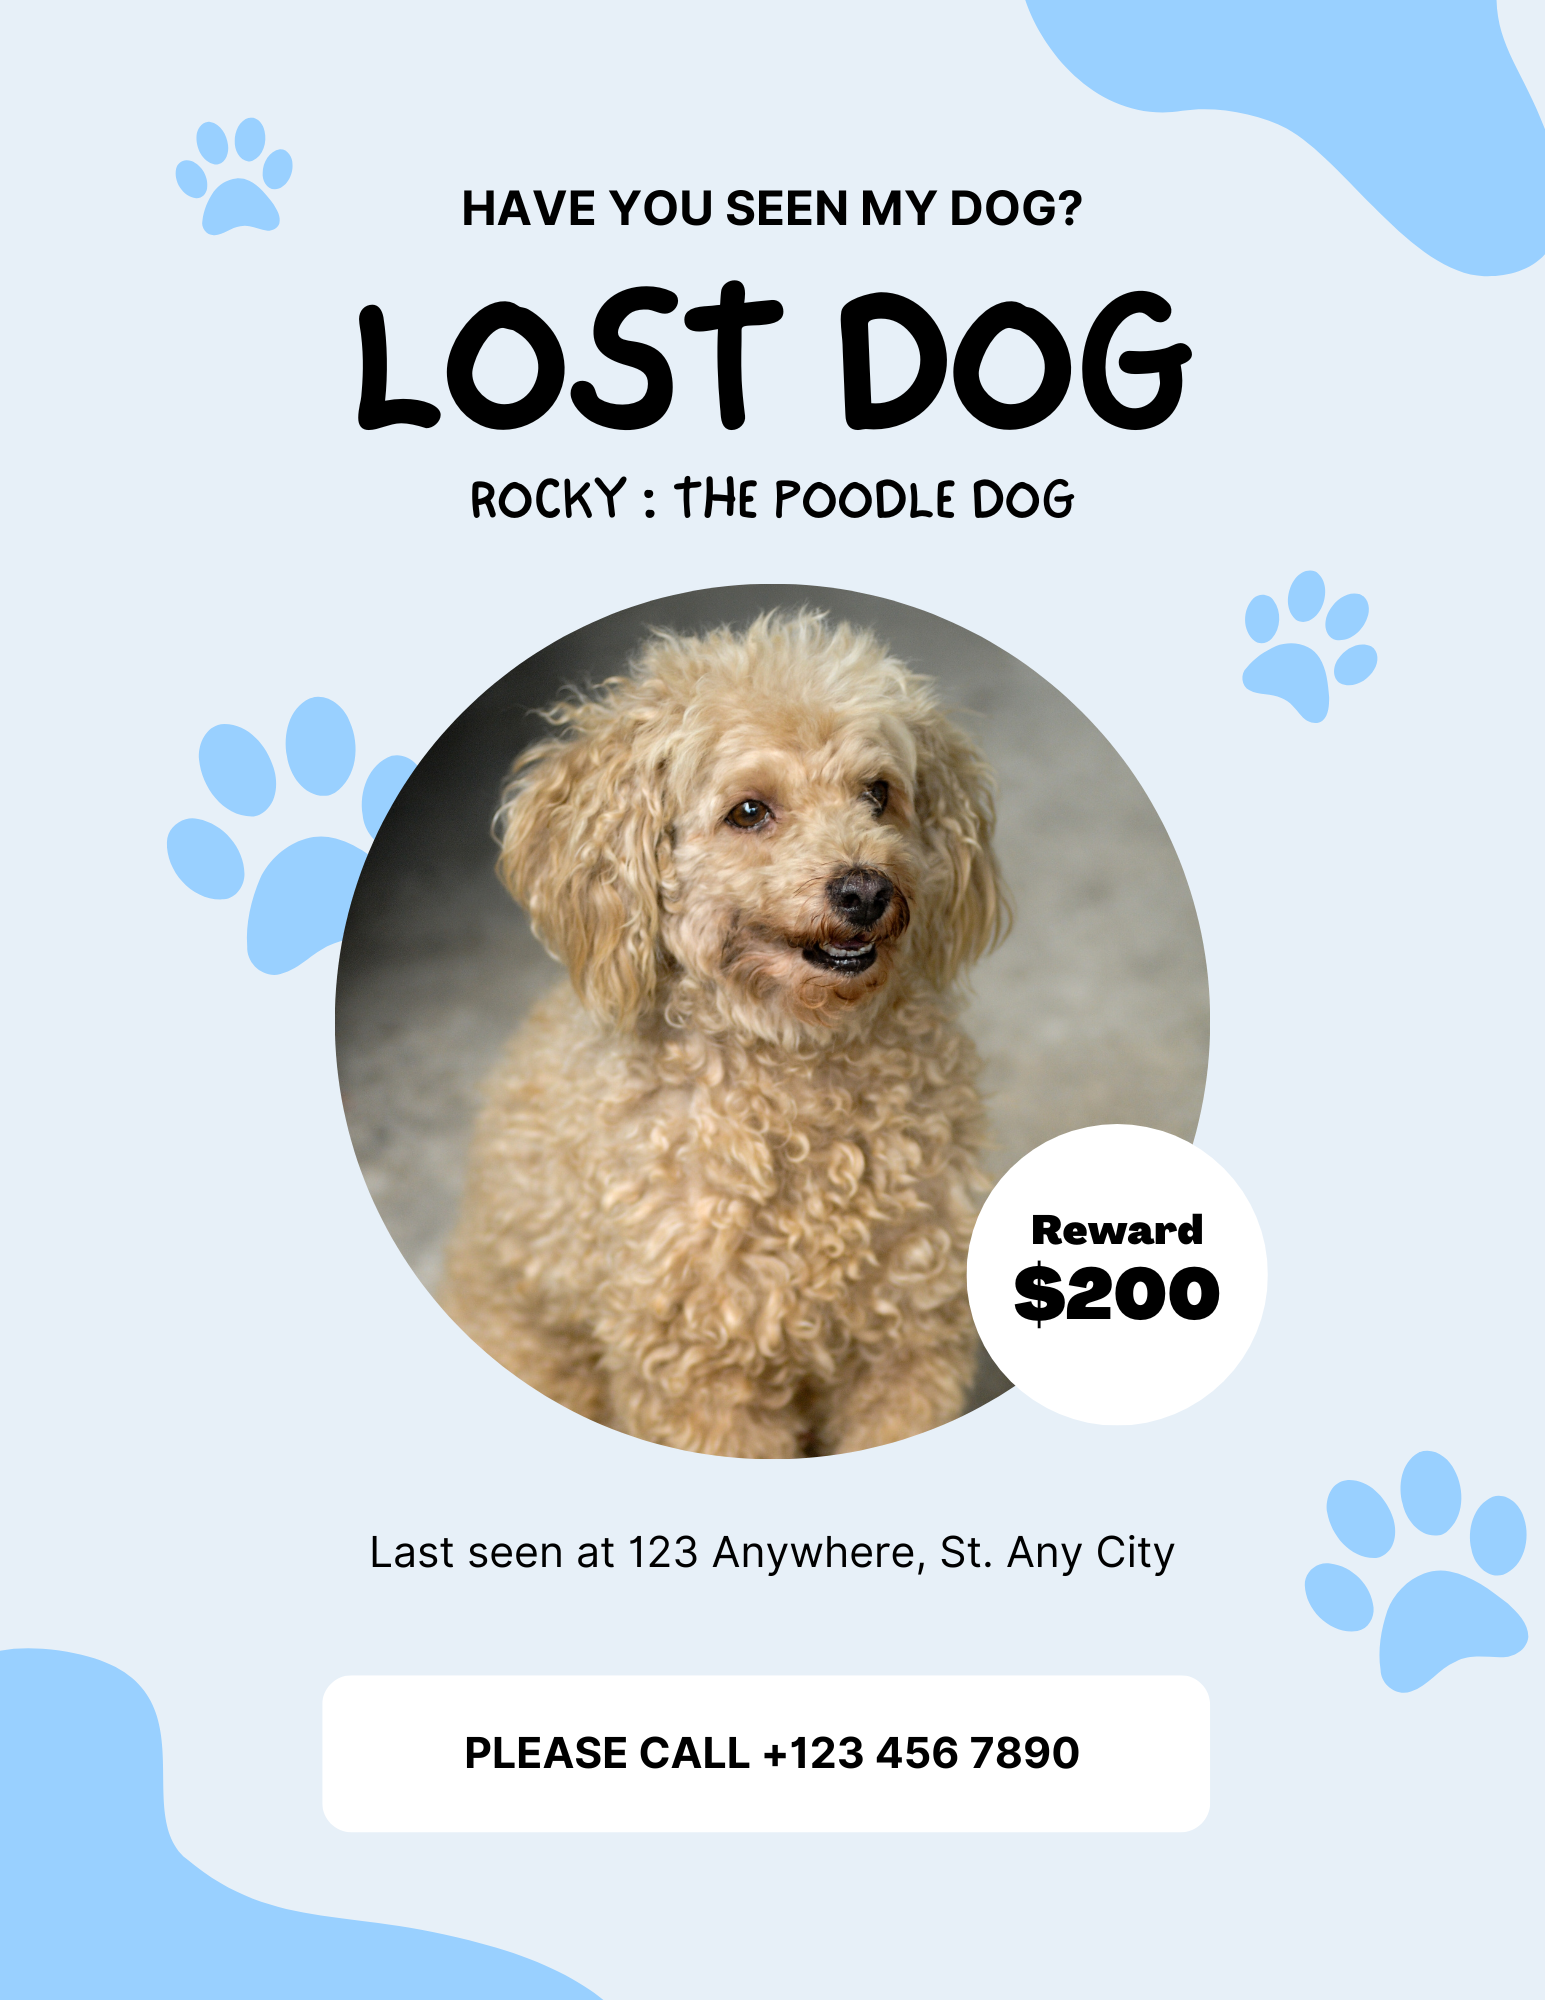 HAVE YOU SEEN MY DOG?
LOST DOG
ROCKY : THE POODLE DOG
Reward
$200
Last seen at 123 Anywhere, St. Any City
PLEASE CALL +123 456 7890